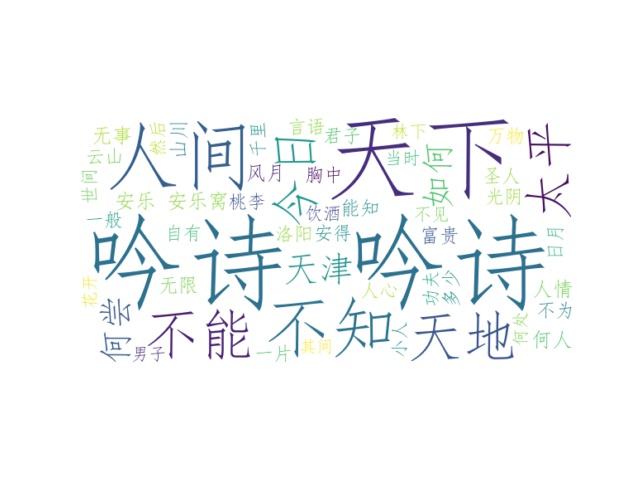 无事
然后
山川
人间
千里
言语
君子
今日
天下
林下
当时
如何
万物
太平
云山
世间
风月
胸中
圣人
光阴
安乐
安乐窝
桃李
饮酒
能知
不见
一般
自有
洛阳
安得
富贵
日月
吟诗
吟诗
天津
花开
无限
人心
功夫
多少
人情
何尝
不能
不知
天地
不为
男子
一片
其间
小人
何处
何人